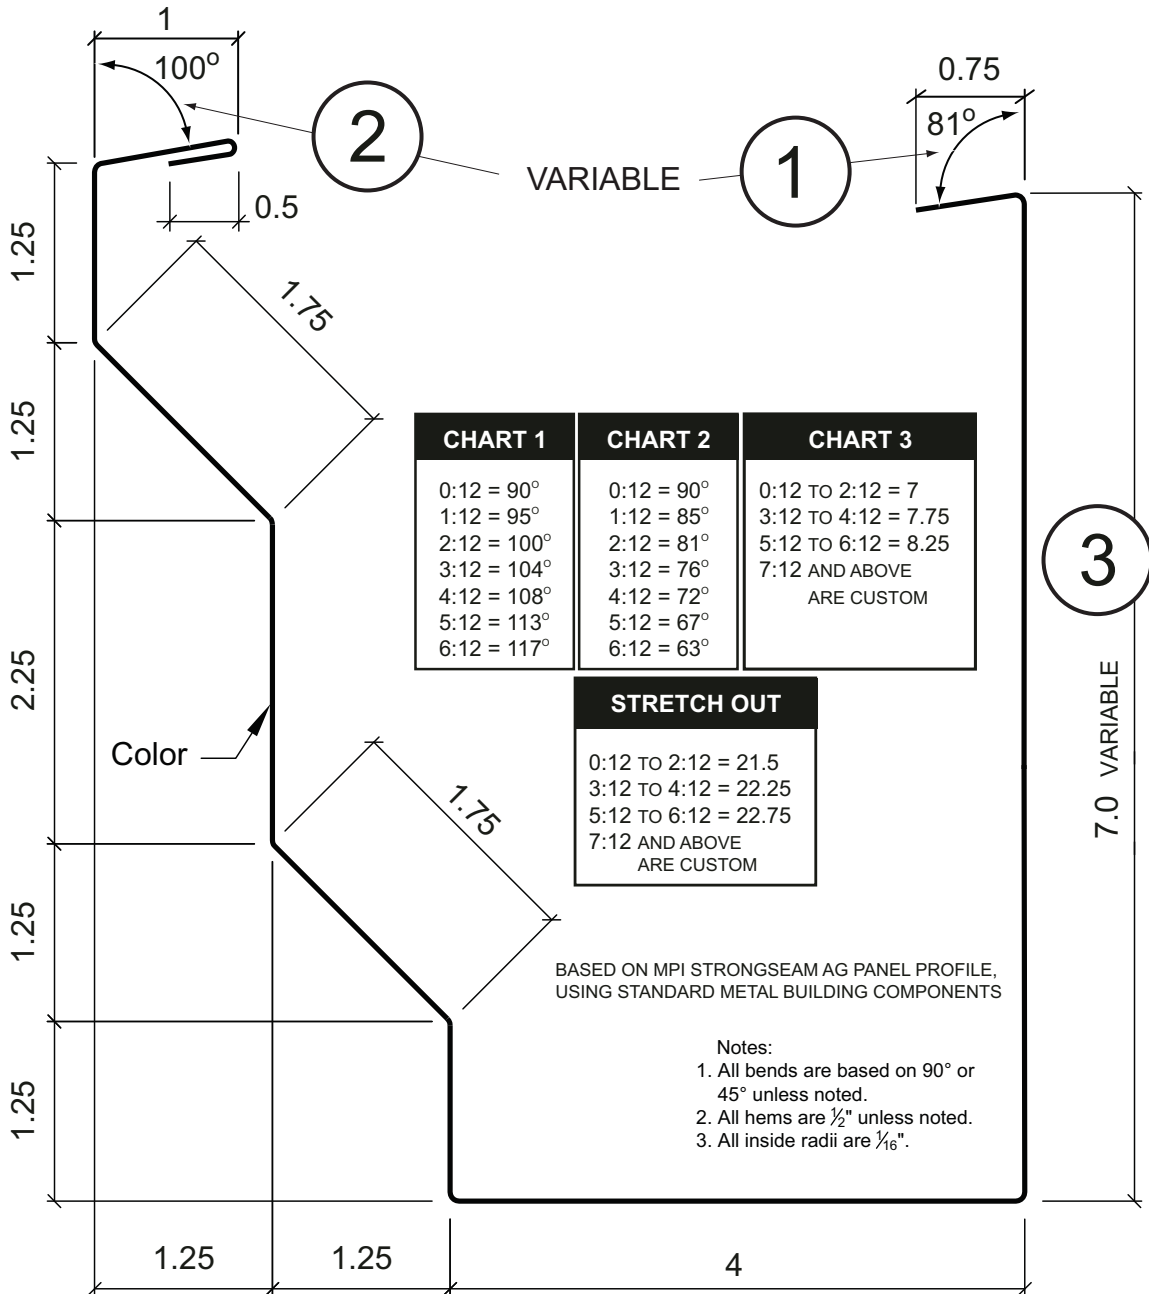 1
100°
2
VARIABLE
1
0.75
81°
0.5
1.25
1.75
1.25
CHART 1
0:12 = 90°
1:12 = 95°
2:12 = 100°
3:12 = 104°
4:12 = 108°
5:12 = 113°
6:12 = 117°
CHART 2
0:12 = 90°
1:12 = 85°
2:12 = 81°
3:12 = 76°
4:12 = 72°
5:12 = 67°
6:12 = 63°
CHART 3
0:12 TO 2:12 = 7
3:12 TO 4:12 = 7.75
5:12 TO 6:12 = 8.25
7:12 AND ABOVE
ARE CUSTOM
3
7.0 VARIABLE
2.25
Color
STRETCH OUT
0:12 TO 2:12 = 21.5
3:12 TO 4:12 = 22.25
5:12 TO 6:12 = 22.75
7:12 AND ABOVE
ARE CUSTOM
1.75
1.25
BASED ON MPI STRONGSEAM AG PANEL PROFILE,
USING STANDARD METAL BUILDING COMPONENTS
1.25
Notes:
1. All bends are based on 90° or
45° unless noted.
2. All hems are ½" unless noted.
3. All inside radii are 1⁄16".
1.25
1.25
4